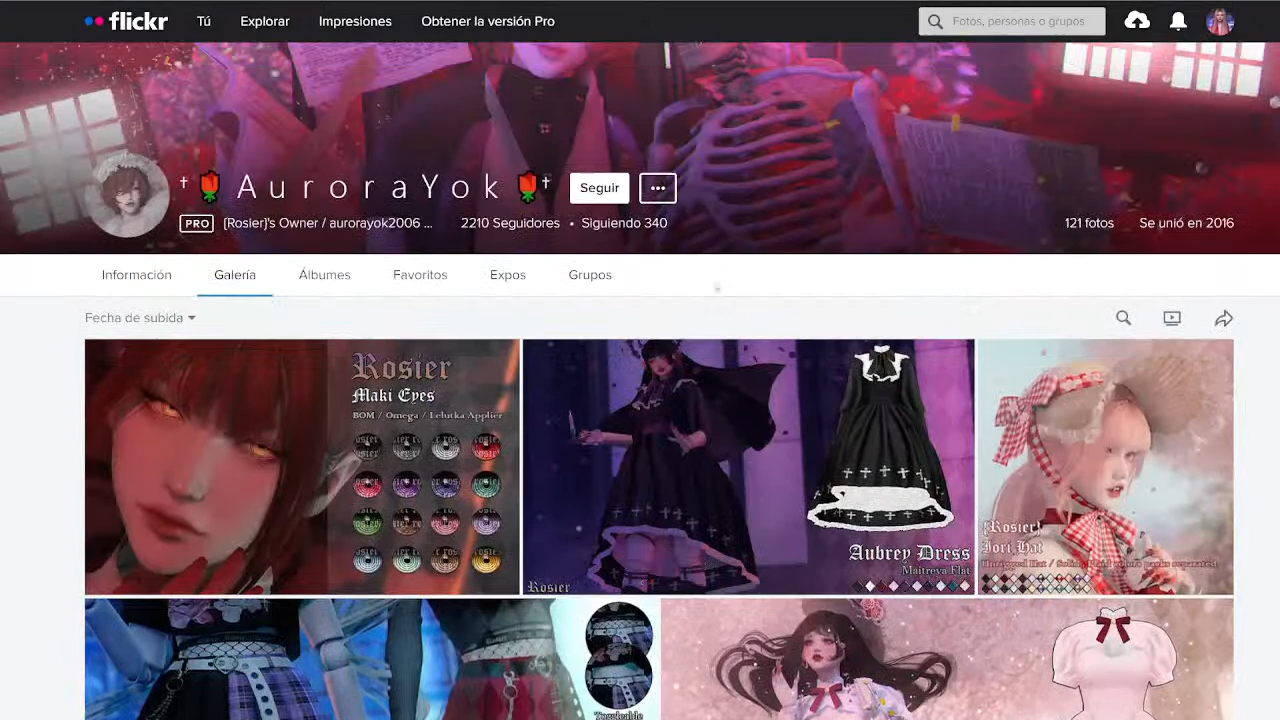 flickr
Tú
Explorar
Impresiones
Obtener la versión Pro
Fotos, personas o grupos
†🌹 A u r o r a Y o k 🌹†
Seguir
PRO
[Rosier]'s Owner / aurorayok2006 ...
2210 Seguidores • Siguiendo 340
121 fotos
Se unió en 2016
Información
Galería
Álbumes
Favoritos
Expos
Grupos
Fecha de subida
Rosier
Maki Eyes
BOM / Omega / Lelutka Applier
Aubrey Dress
Maitreya Flat
Rosier
{Rosier}
Jori Hat